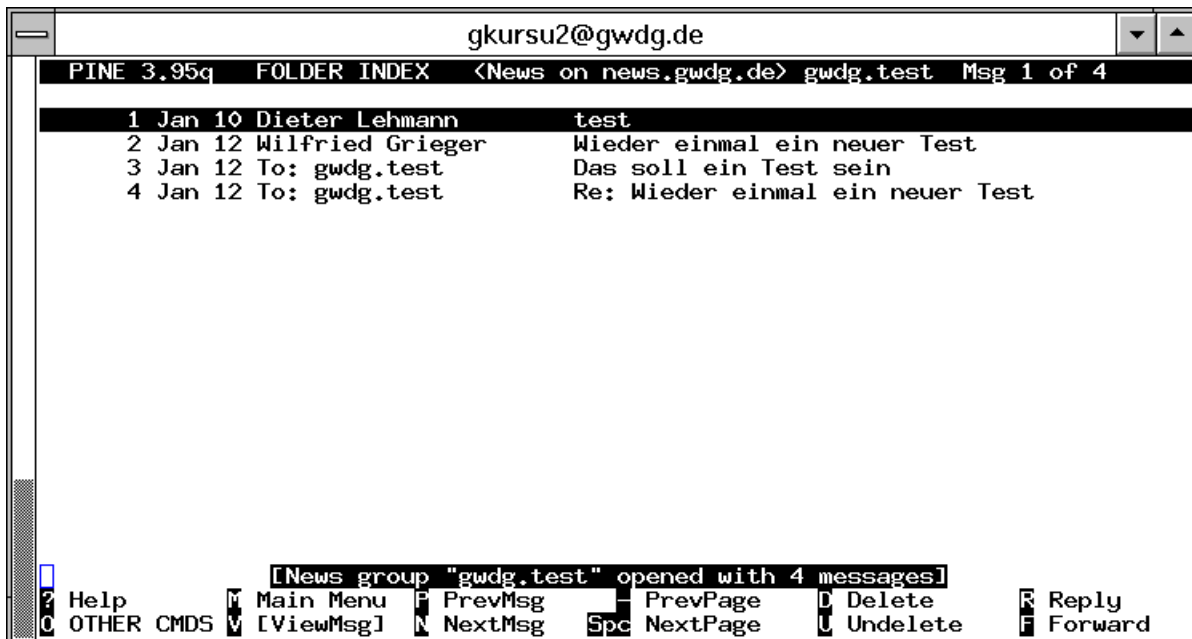 gkursu2@gwdg.de
PINE 3.95q FOLDER INDEX <News on news.gwdg.de> gwdg.test Msg 1 of 4
1 Jan 10 Dieter Lehmann test
2 Jan 12 Wilfried Grieger Wieder einmal ein neuer Test
3 Jan 12 To: gwdg.test Das soll ein Test sein
4 Jan 12 To: gwdg.test Re: Wieder einmal ein neuer Test
[News group "gwdg.test" opened with 4 messages]
? Help M Main Menu P PrevMsg - PrevPage D Delete R Reply
O OTHER CMDS V [ViewMsg] N NextMsg Spc NextPage U Undelete F Forward